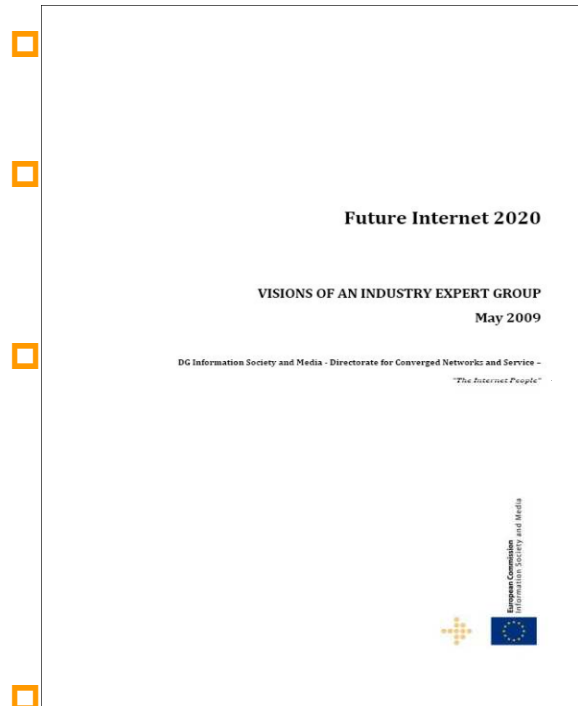 Future Internet 2020
VISIONS OF AN INDUSTRY EXPERT GROUP
May 2009
DG Information Society and Media - Directorate for Converged Networks and Service –
"The Internet People"
European Commission
Information Society and Media